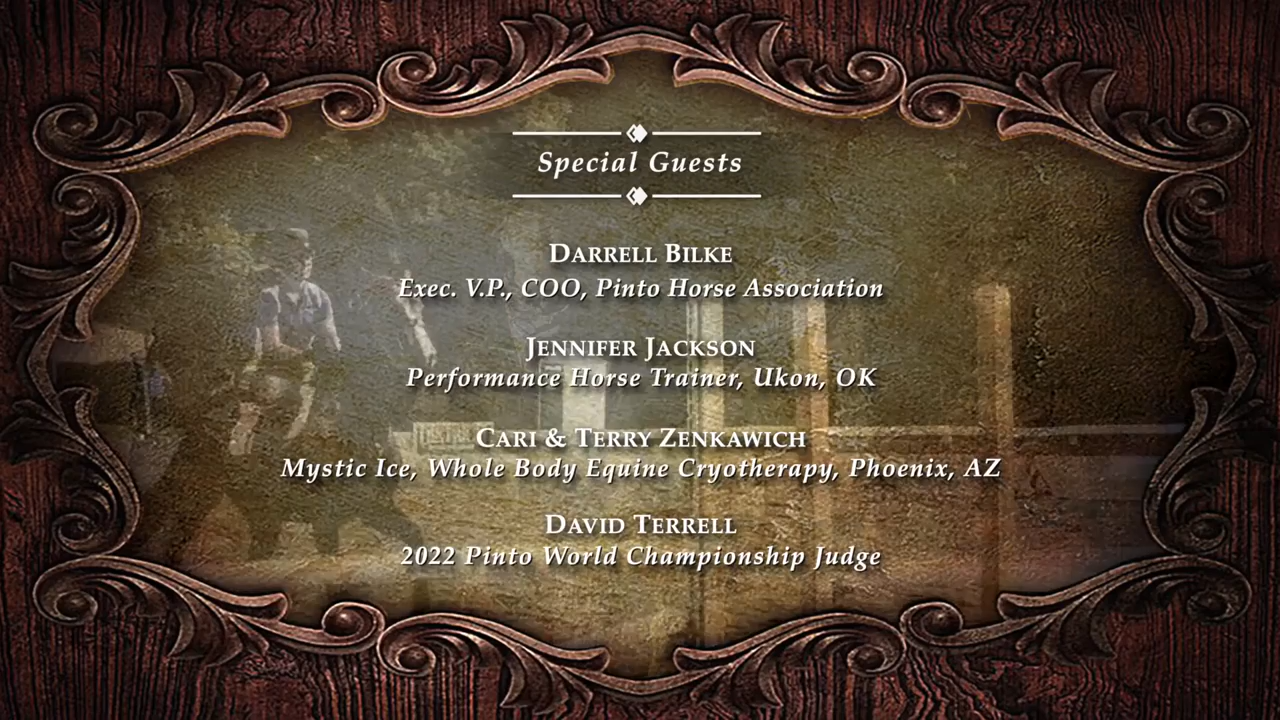 Special Guests
Darrell Bilke
Exec. V.P., COO, Pinto Horse Association
Jennifer Jackson
Performance Horse Trainer, Ukon, OK
Cari & Terry Zenkawich
Mystic Ice, Whole Body Equine Cryotherapy, Phoenix, AZ
David Terrell
2022 Pinto World Championship Judge